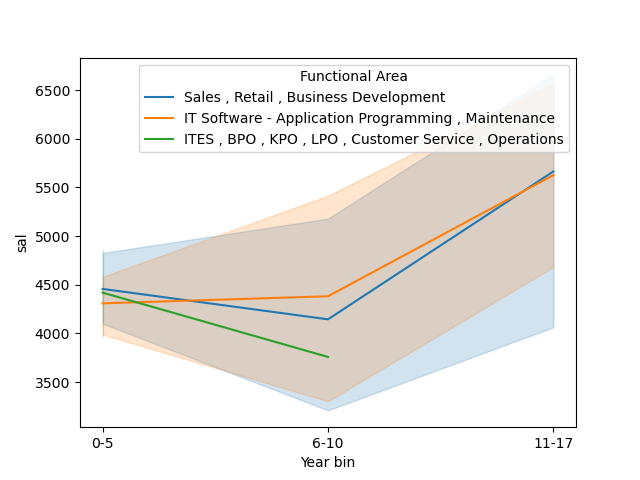 Functional Area
Sales , Retail , Business Development
IT Software - Application Programming , Maintenance
ITES , BPO , KPO , LPO , Customer Service , Operations
6500
6000
5500
5000
4500
4000
3500
sal
0-5 6-10 11-17
Year bin